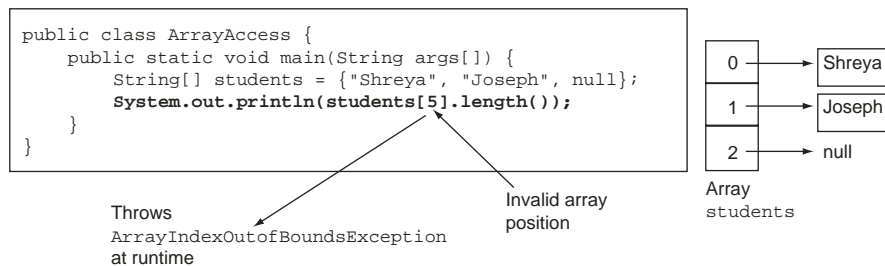 public class ArrayAccess {
public static void main(String args[]) {
String[] students = {"Shreya", "Joseph", null};
System.out.println(students[5].length());
}
}
Throws
ArrayIndexOutofBoundsException
at runtime
Invalid array
position
0
Shreya
1
Joseph
2
null
Array
students